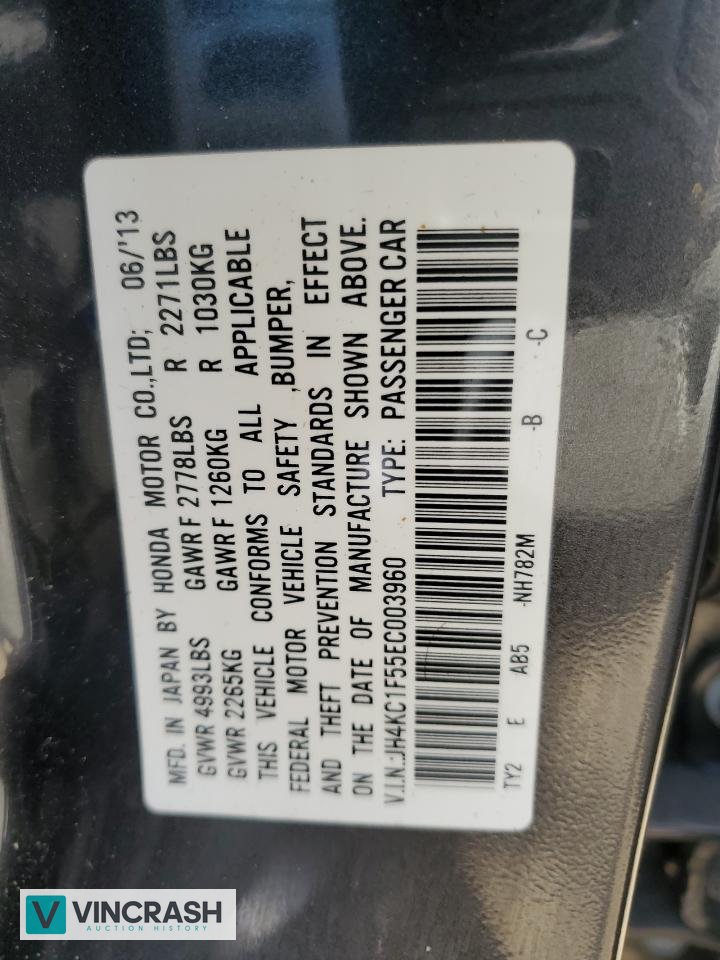 MFD. IN JAPAN BY HONDA MOTOR CO.,LTD; 06/'13
GVWR 4993LBS GAWR F 2778LBS R 2271LBS
GVWR 2265KG GAWR F 1260KG R 1030KG
THIS VEHICLE CONFORMS TO ALL APPLICABLE
FEDERAL MOTOR VEHICLE SAFETY ,BUMPER,
AND THEFT PREVENTION STANDARDS IN EFFECT
ON THE DATE OF MANUFACTURE SHOWN ABOVE.
V.I.N.:JH4KC1F55EC003960 TYPE: PASSENGER CAR
TY2 E AB5 -NH782M -B -C
V VINCRASH
AUCTION HISTORY